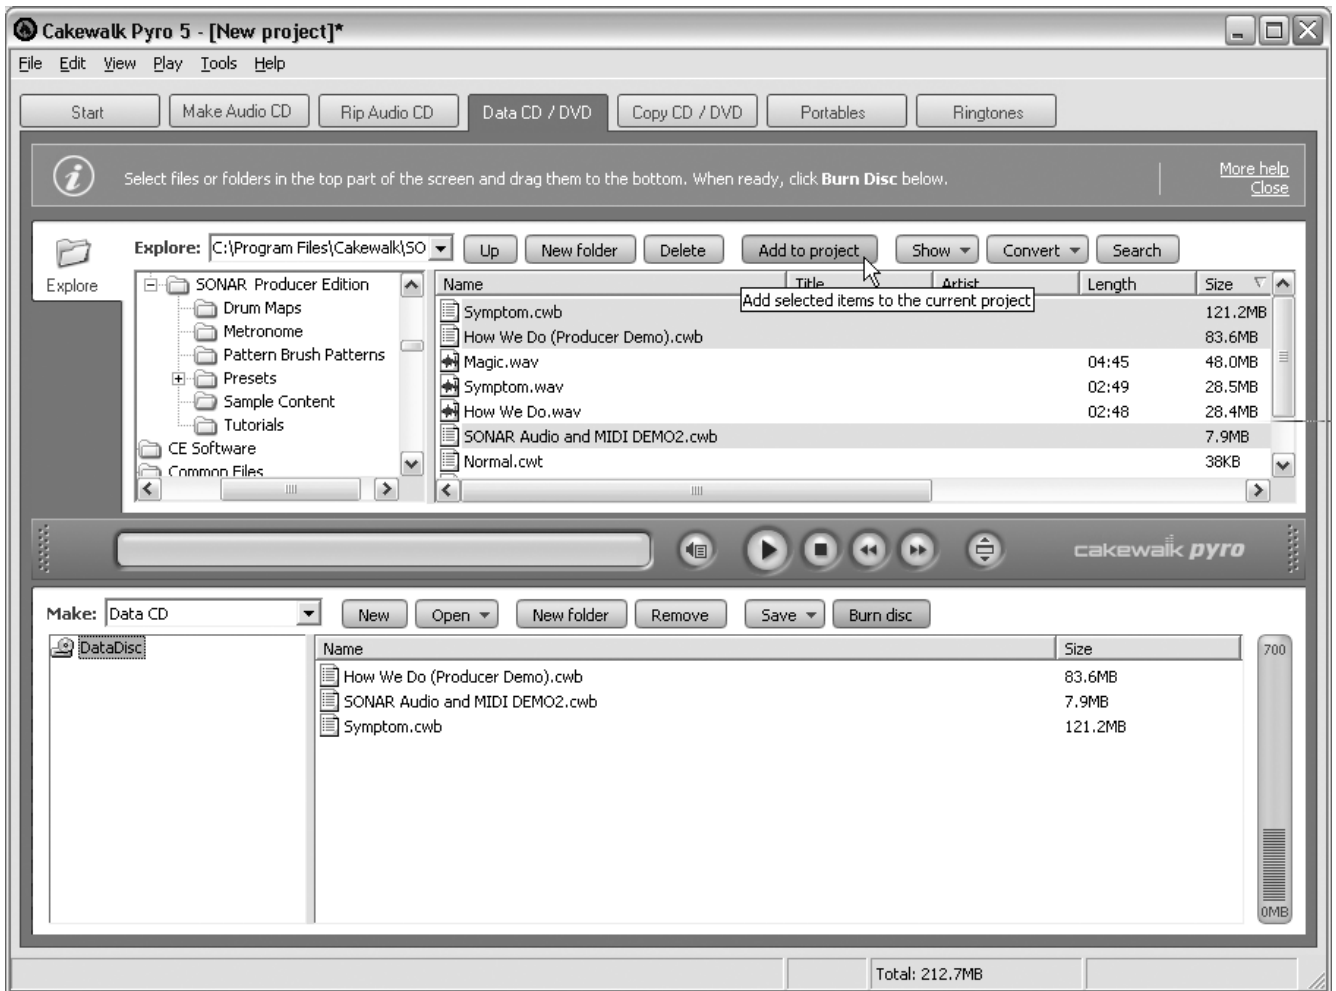 Cakewalk Pyro 5 - [New project]*
File Edit View Play Tools Help
Start Make Audio CD Rip Audio CD Data CD / DVD Copy CD / DVD Portables Ringtones
Select files or folders in the top part of the screen and drag them to the bottom. When ready, click Burn Disc below.
More help
Close
Explore
Explore: C:\Program Files\Cakewalk\SO Up New folder Delete Add to project Show Convert Search
SONAR Producer Edition
Drum Maps
Metronome
Pattern Brush Patterns
Presets
Sample Content
Tutorials
CE Software
Common Files
Name Title Artist Length Size
Add selected items to the current project
Symptom.cwb 121.2MB
How We Do (Producer Demo).cwb 83.6MB
Magic.wav 04:45 48.0MB
Symptom.wav 02:49 28.5MB
How We Do.wav 02:48 28.4MB
SONAR Audio and MIDI DEMO2.cwb 7.9MB
Normal.cwt 38KB
cakewalk pyro
Make: Data CD New Open New folder Remove Save Burn disc
DataDisc
Name Size
How We Do (Producer Demo).cwb 83.6MB
SONAR Audio and MIDI DEMO2.cwb 7.9MB
Symptom.cwb 121.2MB
700
0MB
Total: 212.7MB